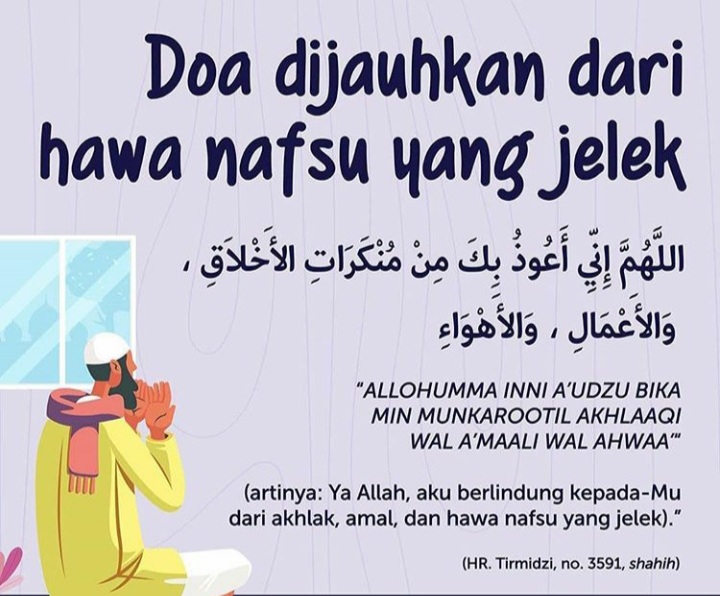 Doa dijauhkan dari
hawa nafsu yang jelek
اللَّهُمَّ إِنِّي أَعُوذُ بِكَ مِنْ مُنْكَرَاتِ الأَخْلاَقِ ،
وَالأَعْمَالِ ، وَالأَهْوَاءِ
“ALLOHUMMA INNI A’UDZU BIKA
MIN MUNKAROOTIL AKHLAAQI
WAL A’MAALI WAL AHWAA’“
(artinya: Ya Allah, aku berlindung kepada-Mu
dari akhlak, amal, dan hawa nafsu yang jelek).”
(HR. Tirmidzi, no. 3591, shahih)